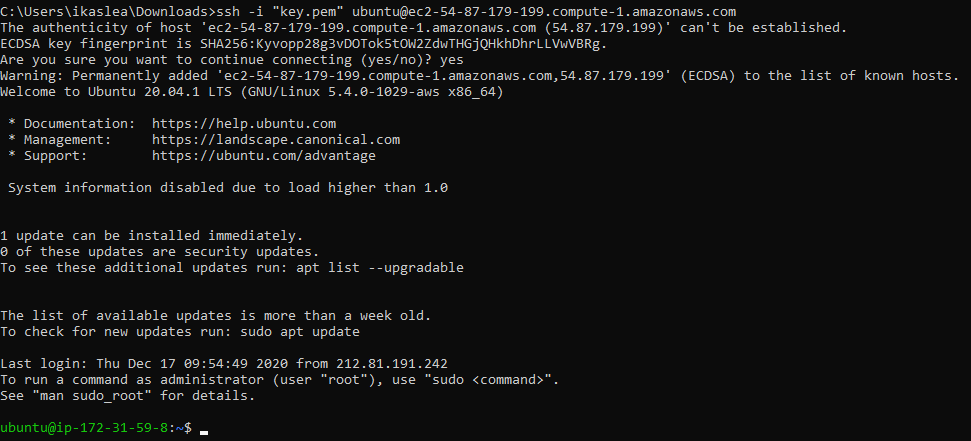 C:\Users\ikaslea\Downloads>ssh -i "key.pem" ubuntu@ec2-54-87-179-199.compute-1.amazonaws.com
The authenticity of host 'ec2-54-87-179-199.compute-1.amazonaws.com (54.87.179.199)' can't be established.
ECDSA key fingerprint is SHA256:Kyvopp28g3vDOTok5tOW2ZdwTHGjQHkhDhrLLVwVBRg.
Are you sure you want to continue connecting (yes/no)? yes
Warning: Permanently added 'ec2-54-87-179-199.compute-1.amazonaws.com,54.87.179.199' (ECDSA) to the list of known hosts.
Welcome to Ubuntu 20.04.1 LTS (GNU/Linux 5.4.0-1029-aws x86_64)

 * Documentation:  https://help.ubuntu.com
 * Management:     https://landscape.canonical.com
 * Support:        https://ubuntu.com/advantage

 System information disabled due to load higher than 1.0

1 update can be installed immediately.
0 of these updates are security updates.
To see these additional updates run: apt list --upgradable

The list of available updates is more than a week old.
To check for new updates run: sudo apt update

Last login: Thu Dec 17 09:54:49 2020 from 212.81.191.242
To run a command as administrator (user "root"), use "sudo <command>".
See "man sudo_root" for details.

ubuntu@ip-172-31-59-8:~$